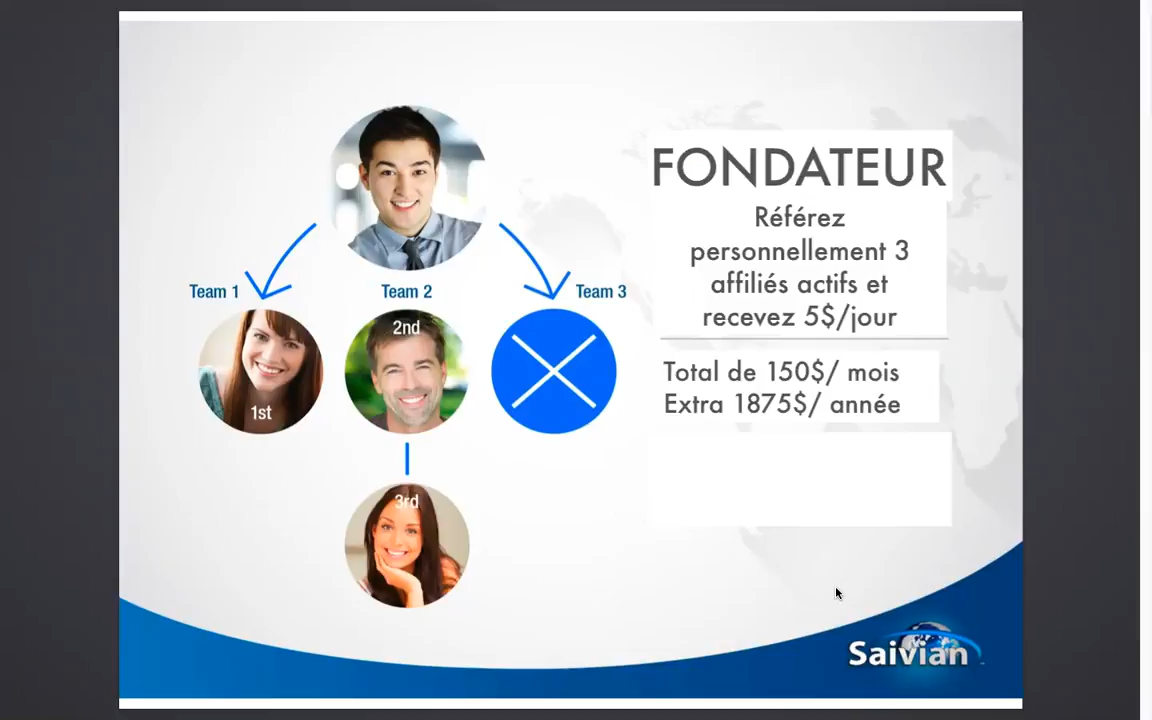 FONDATEUR
Référez
personnellement 3
affiliés actifs et
recevez 5$/jour
Total de 150$/ mois
Extra 1875$/ année
Team 1
Team 2
Team 3
1st
2nd
3rd
Saivian